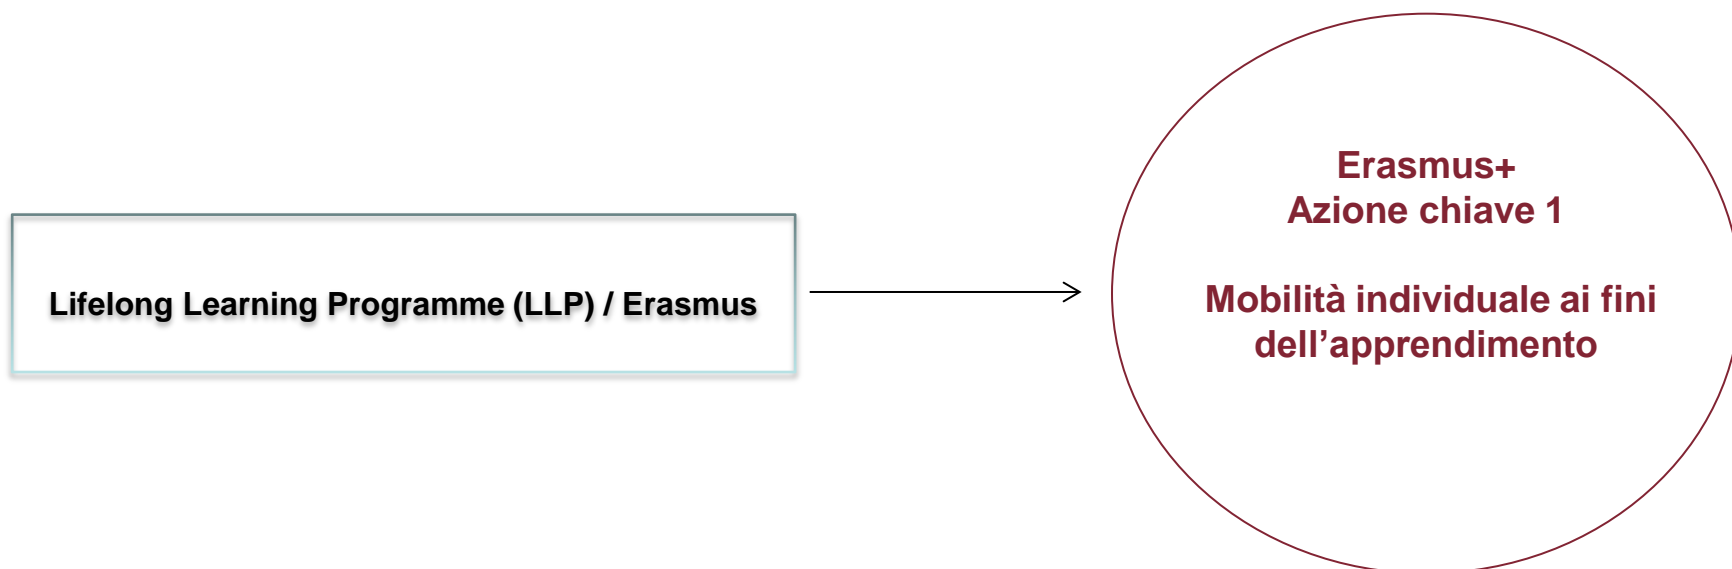 Lifelong Learning Programme (LLP) / Erasmus
Erasmus+
Azione chiave 1
Mobilità individuale ai fini
dell’apprendimento